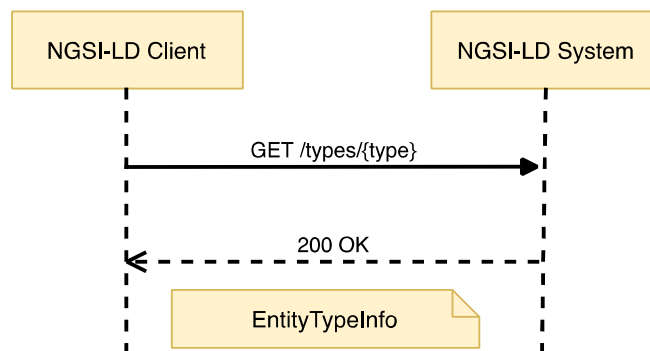 NGSI-LD Client
NGSI-LD System
GET /types/{type}
200 OK
EntityTypeInfo